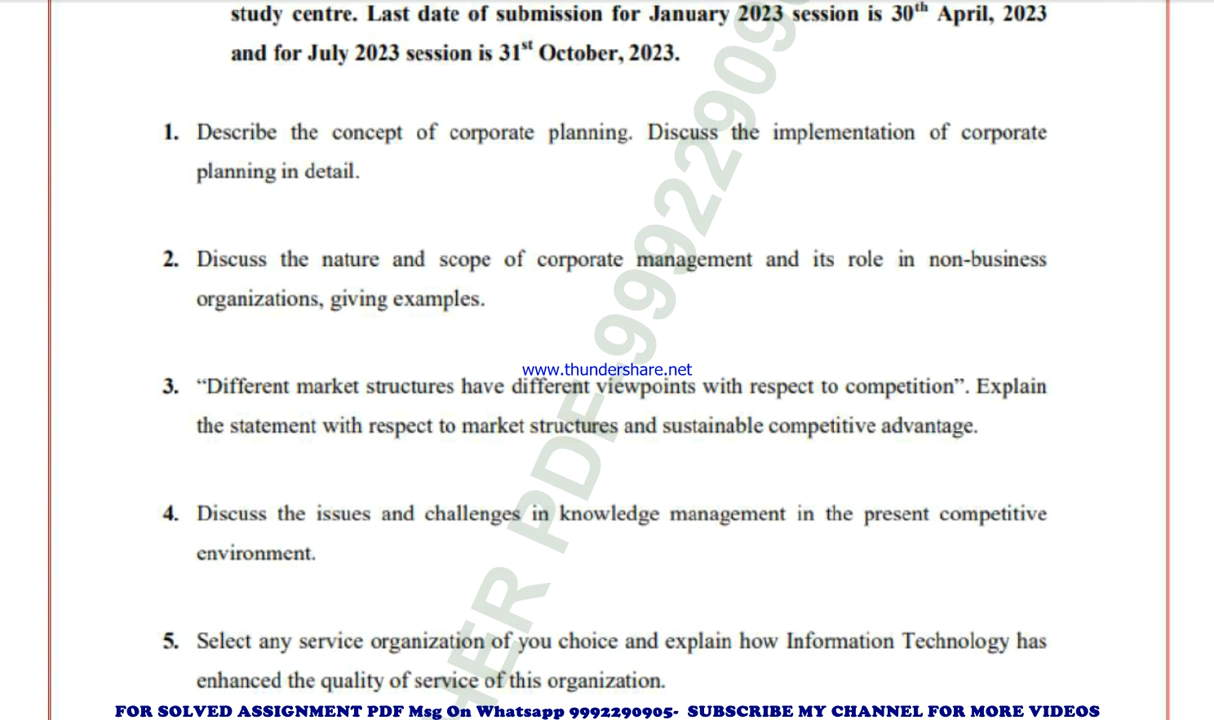 study centre. Last date of submission for January 2023 session is 30th April, 2023
and for July 2023 session is 31st October, 2023.
1. Describe the concept of corporate planning. Discuss the implementation of corporate
planning in detail.
2. Discuss the nature and scope of corporate management and its role in non-business
organizations, giving examples.
www.thundershare.net
3. “Different market structures have different viewpoints with respect to competition”. Explain
the statement with respect to market structures and sustainable competitive advantage.
4. Discuss the issues and challenges in knowledge management in the present competitive
environment.
5. Select any service organization of you choice and explain how Information Technology has
enhanced the quality of service of this organization.
FOR SOLVED ASSIGNMENT PDF Msg On Whatsapp 9992290905- SUBSCRIBE MY CHANNEL FOR MORE VIDEOS